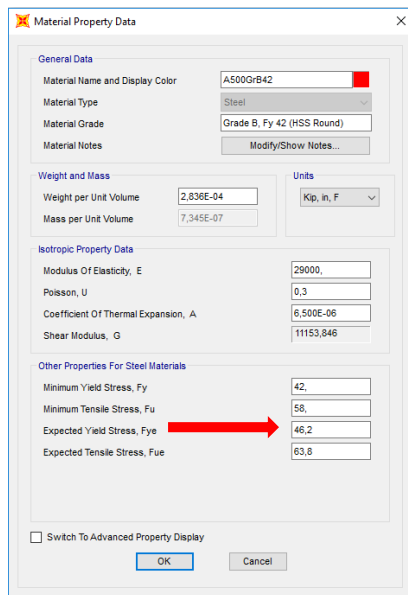 Material Property Data
General Data
Material Name and Display Color A500GrB42
Material Type Steel
Material Grade Grade B, Fy 42 (HSS Round)
Material Notes Modify/Show Notes...
Weight and Mass Units
Weight per Unit Volume 2,836E-04 Kip, in, F
Mass per Unit Volume 7,345E-07
Isotropic Property Data
Modulus Of Elasticity, E 29000,
Poisson, U 0,3
Coefficient Of Thermal Expansion, A 6,500E-06
Shear Modulus, G 11153,846
Other Properties For Steel Materials
Minimum Yield Stress, Fy 42,
Minimum Tensile Stress, Fu 58,
Expected Yield Stress, Fye 46,2
Expected Tensile Stress, Fue 63,8
Switch To Advanced Property Display
OK Cancel